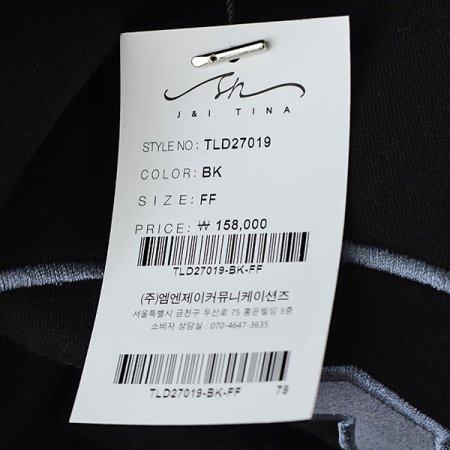 J&I TINA
STYLE NO: TLD27019
COLOR: BK
SIZE: FF
PRICE: ₩ 158,000
TLD27019-BK-FF
(주)엠엔제이커뮤니케이션즈
서울특별시 금천구 두산로 75 홍은빌딩 5층
소비자 상담실 : 070-4647-3635
TLD27019-BK-FF 79